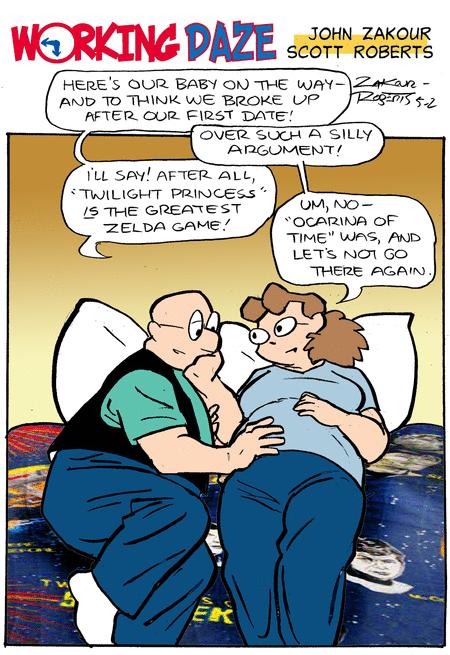 WORKING DAZE
JOHN ZAKOUR
SCOTT ROBERTS
HERE'S OUR BABY ON THE WAY—
AND TO THINK WE BROKE UP
AFTER OUR FIRST DATE!
ZAKOUR –
ROBERTS 5-2
OVER SUCH A SILLY
ARGUMENT!
I'LL SAY! AFTER ALL,
"TWILIGHT PRINCESS"
IS THE GREATEST
ZELDA GAME!
UM, NO—
"OCARINA OF
TIME" WAS, AND
LET'S NOT GO
THERE AGAIN.